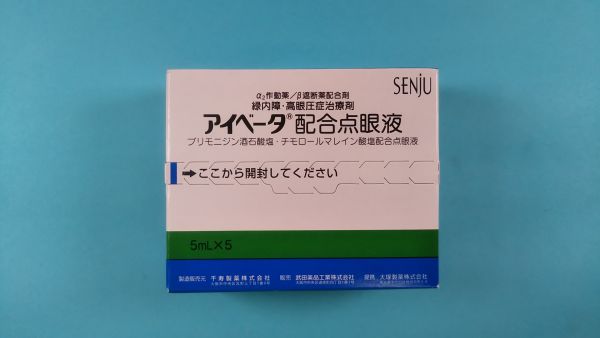 SENJU
α₂作動薬/β遮断薬配合剤
緑内障・高眼圧症治療剤
アイベータ®配合点眼液
ブリモニジン酒石酸塩・チモロールマレイン酸塩配合点眼液
➡ここから開封してください
5mL×5
製造販売元 千寿製薬株式会社 販売 武田薬品工業株式会社 提携 大塚製薬株式会社